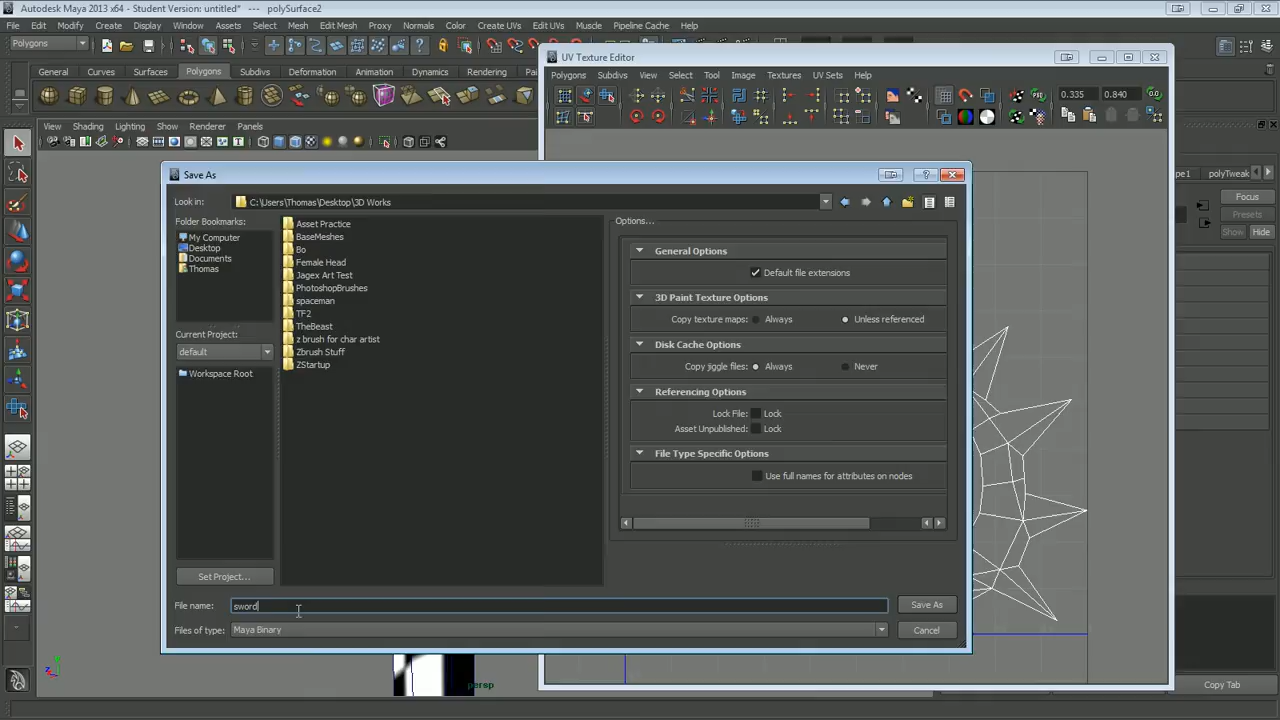 Autodesk Maya 2013 x64 - Student Version: untitled* --- polySurface2
File Edit Modify Create Display Window Assets Select Mesh Edit Mesh Proxy Normals Color Create UVs Edit UVs Muscle Pipeline Cache Help
Polygons
UV Texture Editor
General Curves Surfaces Polygons Subdivs Deformation Animation Dynamics Rendering
Polygons Subdivs View Select Tool Image Textures UV Sets Help
0.335 0.840
View Shading Lighting Show Renderer Panels
Save As
polyTweak
Look in: C:\Users\Thomas\Desktop\3D Works
Focus
Presets
Show Hide
Folder Bookmarks:
My Computer
Desktop
Documents
Thomas
Current Project:
default
Workspace Root
Set Project...
Asset Practice
BaseMeshes
Bo
Female Head
Jagex Art Test
PhotoshopBrushes
spaceman
TF2
TheBeast
z brush for char artist
Zbrush Stuff
ZStartup
Options...
General Options
Default file extensions
3D Paint Texture Options
Copy texture maps: Always Unless referenced
Disk Cache Options
Copy jiggle files: Always Never
Referencing Options
Lock File: Lock
Asset Unpublished: Lock
File Type Specific Options
Use full names for attributes on nodes
File name: sword Save As
Files of type: Maya Binary Cancel
persp
Copy Tab